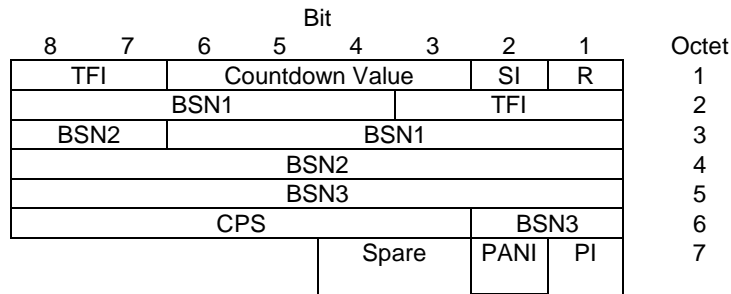 Bit
8 7 6 5 4 3 2 1 Octet
TFI Countdown Value SI R 1
BSN1 TFI 2
BSN2 BSN1 3
BSN2 4
BSN3 5
CPS BSN3 6
Spare PANI PI 7